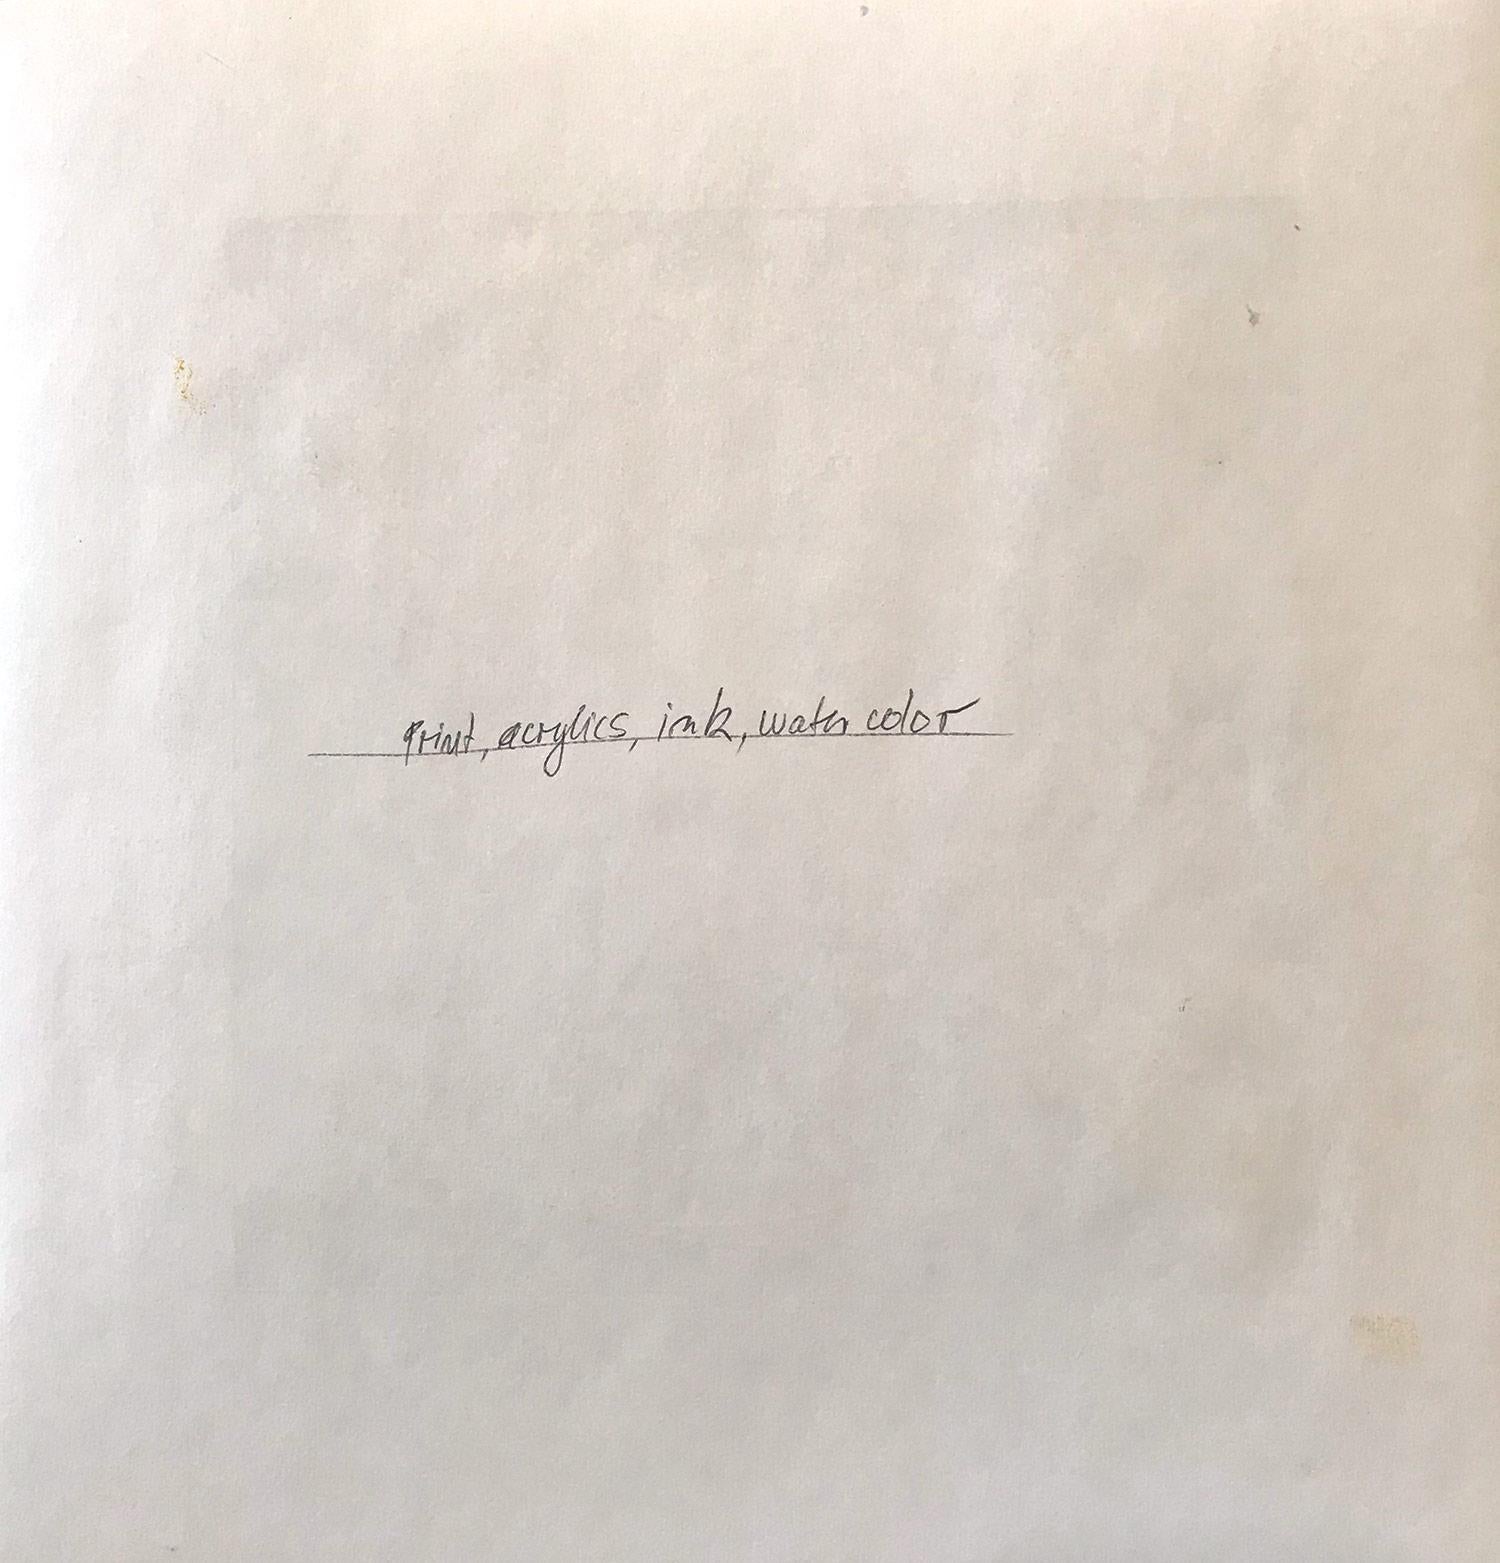 print, acrylics, ink, water color